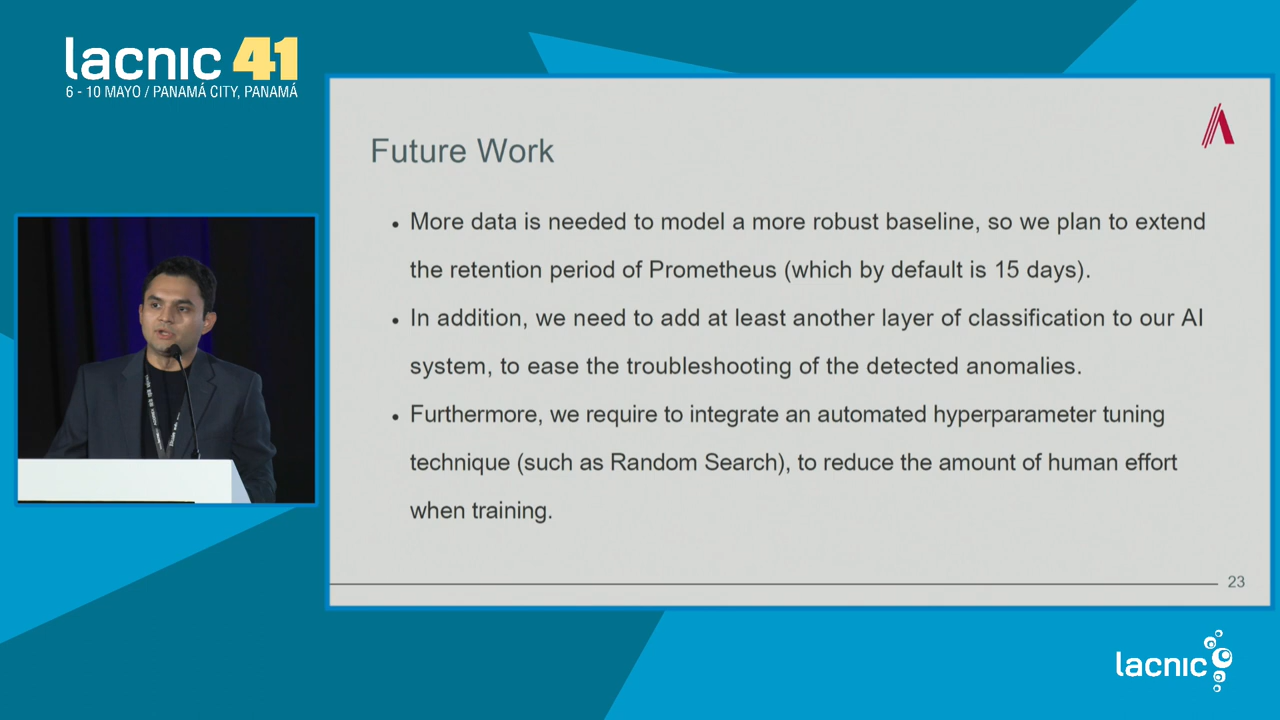 lacnic 41
6 - 10 MAYO / PANAMÁ CITY, PANAMÁ
Future Work
• More data is needed to model a more robust baseline, so we plan to extend
the retention period of Prometheus (which by default is 15 days).
• In addition, we need to add at least another layer of classification to our AI
system, to ease the troubleshooting of the detected anomalies.
• Furthermore, we require to integrate an automated hyperparameter tuning
technique (such as Random Search), to reduce the amount of human effort
when training.
23
lacnic